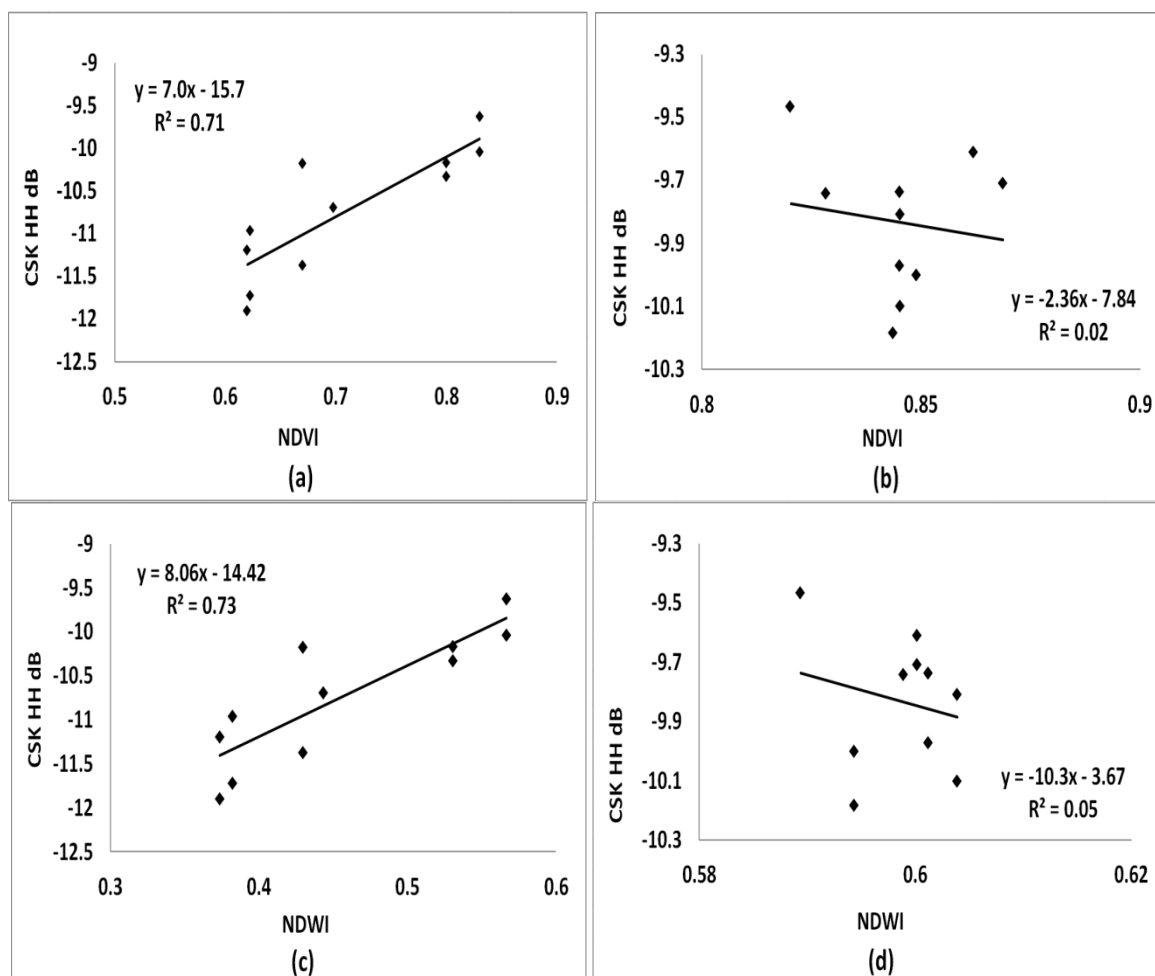 -9
-9.5
-10
-10.5
-11
-11.5
-12
-12.5
CSK HH dB
y = 7.0x - 15.7
R² = 0.71
0.5 0.6 0.7 0.8 0.9
NDVI
(a)
-9.3
-9.5
-9.7
-9.9
-10.1
-10.3
CSK HH dB
y = -2.36x - 7.84
R² = 0.02
0.8 0.85 0.9
NDVI
(b)
-9
-9.5
-10
-10.5
-11
-11.5
-12
-12.5
CSK HH dB
y = 8.06x - 14.42
R² = 0.73
0.3 0.4 0.5 0.6
NDWI
(c)
-9.3
-9.5
-9.7
-9.9
-10.1
-10.3
CSK HH dB
y = -10.3x - 3.67
R² = 0.05
0.58 0.6 0.62
NDWI
(d)